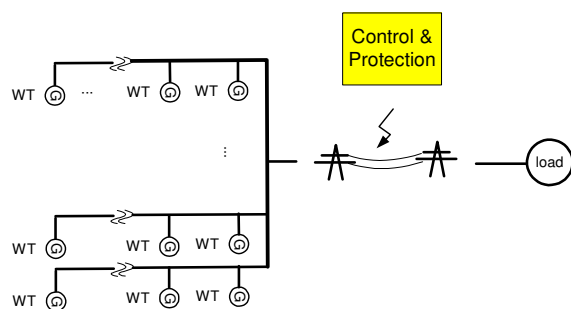 Control &
Protection
WT G ... WT G WT G
...
load
WT G WT G WT G
WT G WT G WT G